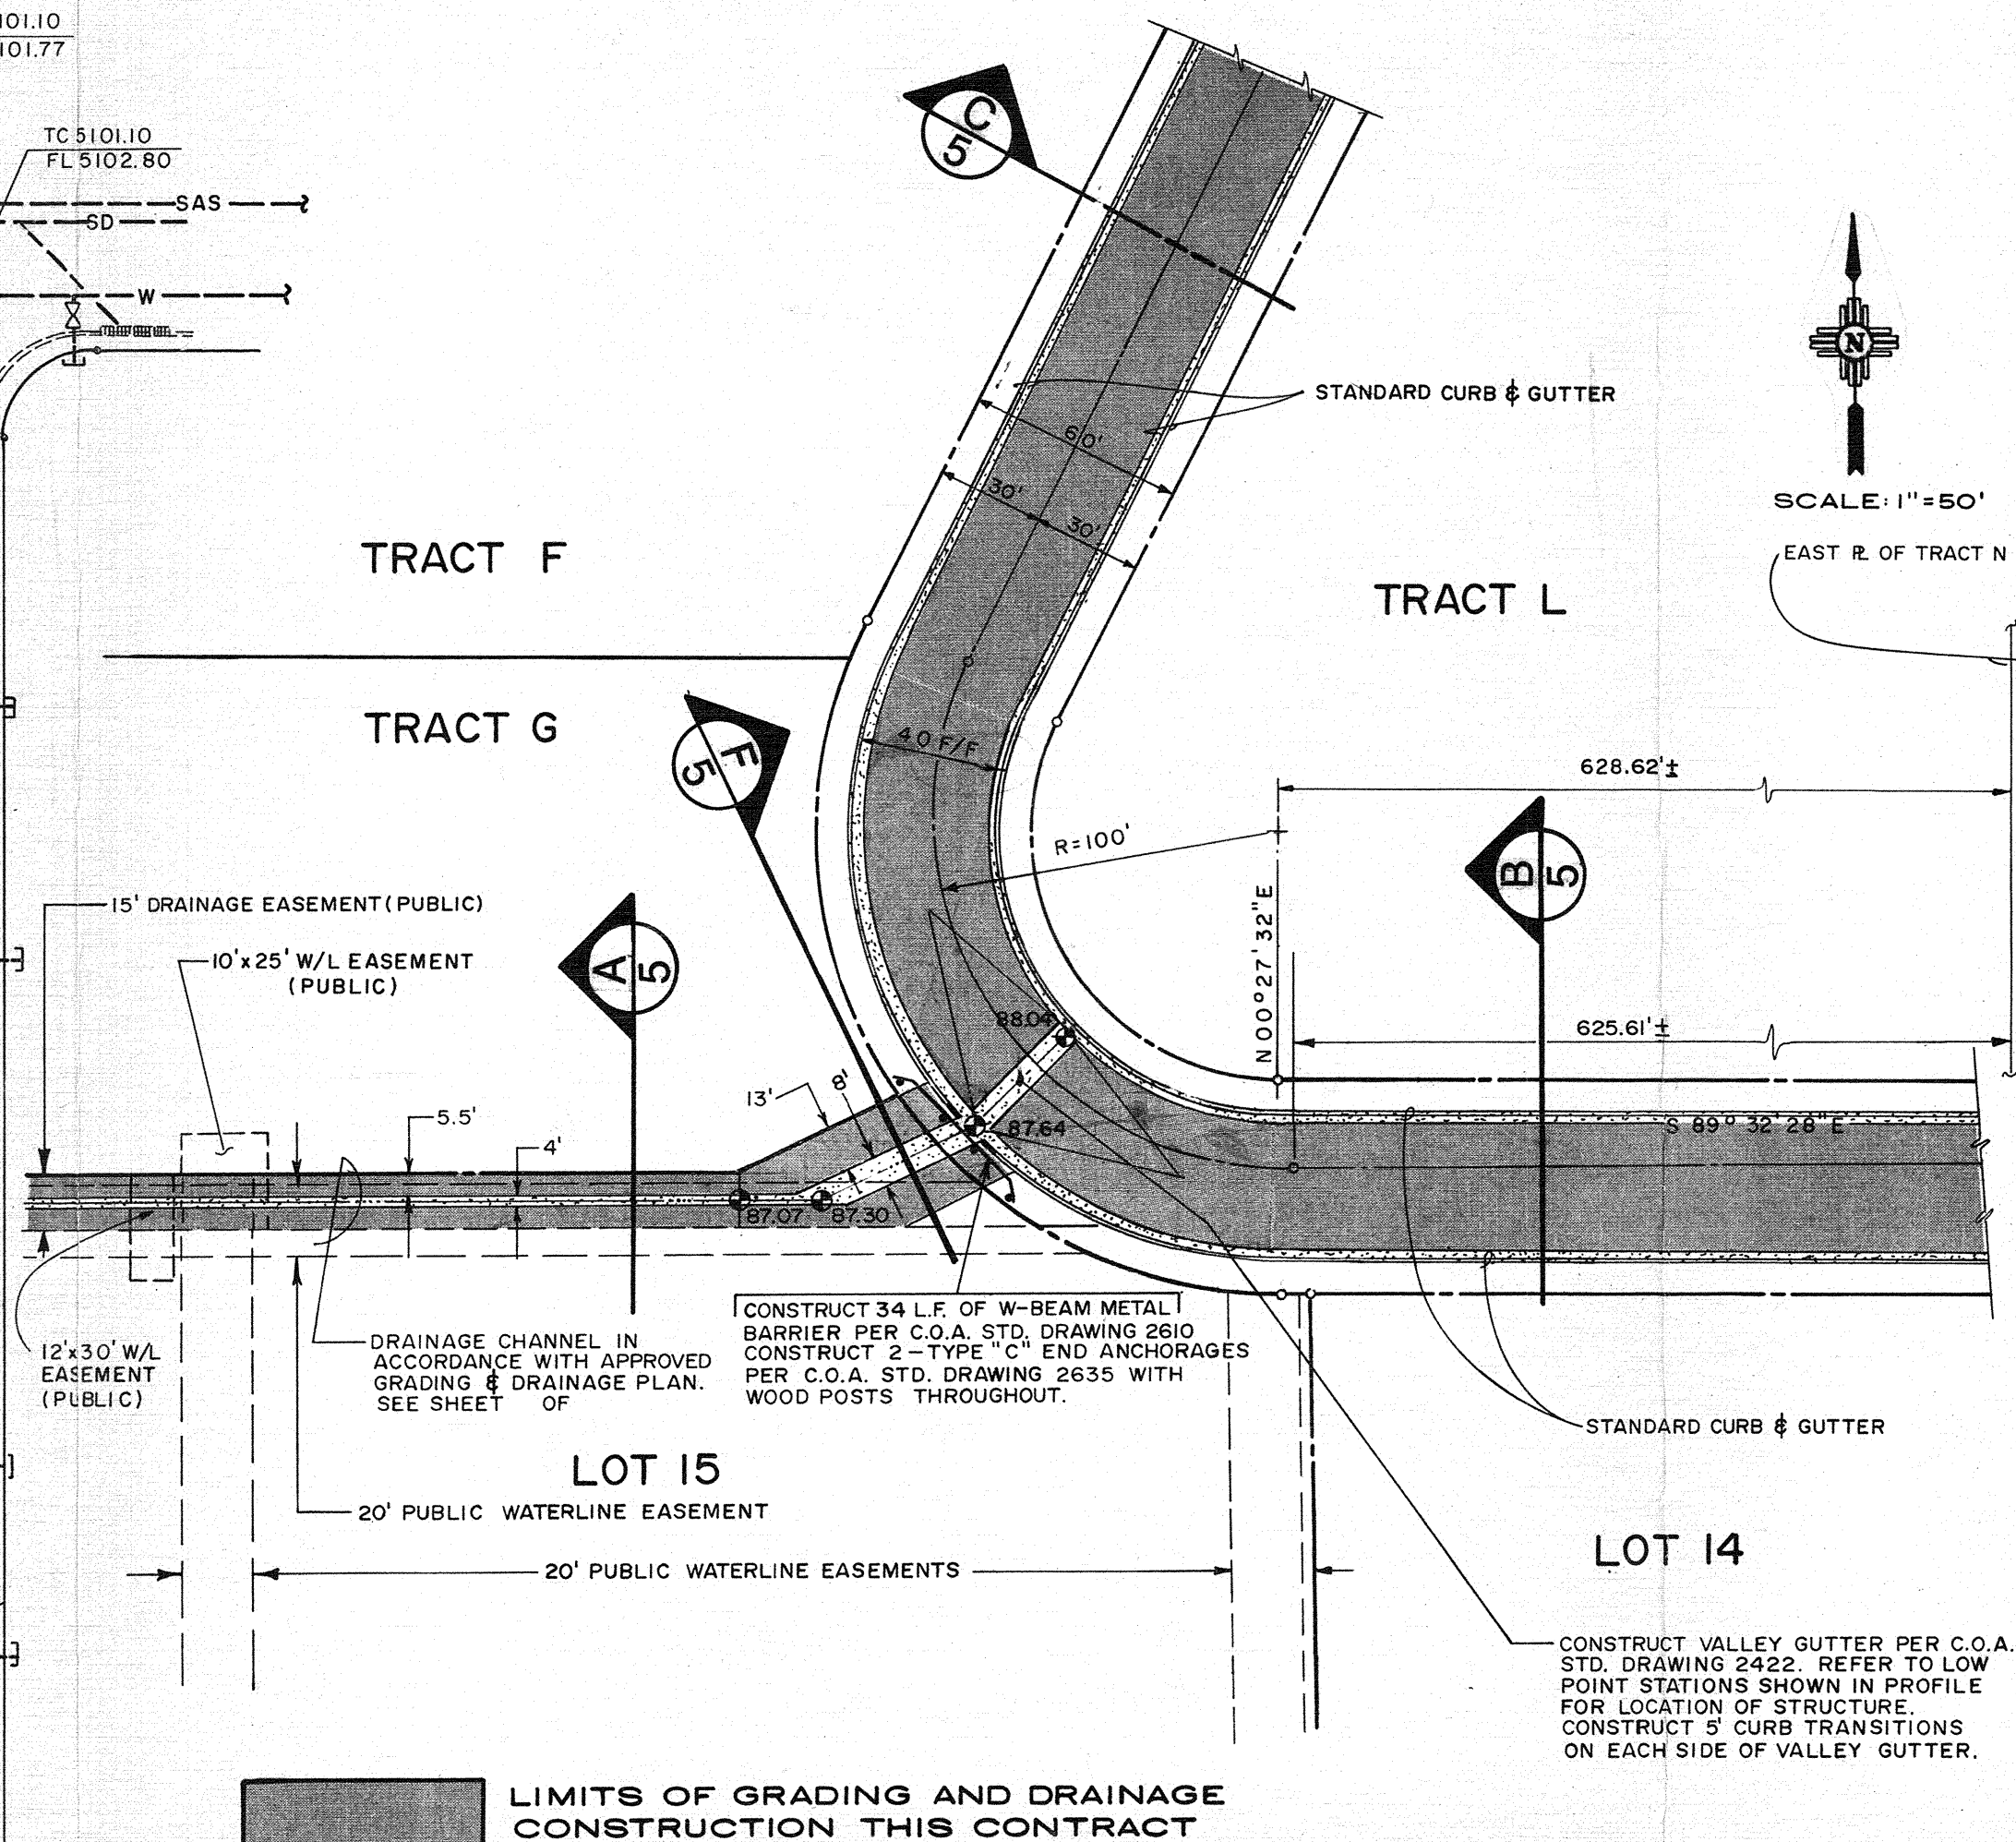 101.10
101.77
TC 5101.10
FL 5102.80
SAS
SD
W
C
5
N
SCALE: 1"=50'
EAST ℞ OF TRACT N
STANDARD CURB & GUTTER
60'
30'
30'
TRACT F
TRACT L
TRACT G
F
5
40 F/F
628.62'±
R=100'
B
5
N 00°27'32"E
15' DRAINAGE EASEMENT (PUBLIC)
10'x25' W/L EASEMENT
(PUBLIC)
A
5
88.04
625.61'±
13'
8'
5.5'
4'
87.64
S 89° 32' 28" E
87.07
87.30
12'x30' W/L
EASEMENT
(PUBLIC)
DRAINAGE CHANNEL IN
ACCORDANCE WITH APPROVED
GRADING & DRAINAGE PLAN.
SEE SHEET OF
CONSTRUCT 34 L.F. OF W-BEAM METAL
BARRIER PER C.O.A. STD. DRAWING 2610
CONSTRUCT 2-TYPE "C" END ANCHORAGES
PER C.O.A. STD. DRAWING 2635 WITH
WOOD POSTS THROUGHOUT.
STANDARD CURB & GUTTER
LOT 15
20' PUBLIC WATERLINE EASEMENT
20' PUBLIC WATERLINE EASEMENTS
LOT 14
CONSTRUCT VALLEY GUTTER PER C.O.A.
STD. DRAWING 2422. REFER TO LOW
POINT STATIONS SHOWN IN PROFILE
FOR LOCATION OF STRUCTURE.
CONSTRUCT 5' CURB TRANSITIONS
ON EACH SIDE OF VALLEY GUTTER.
LIMITS OF GRADING AND DRAINAGE
CONSTRUCTION THIS CONTRACT